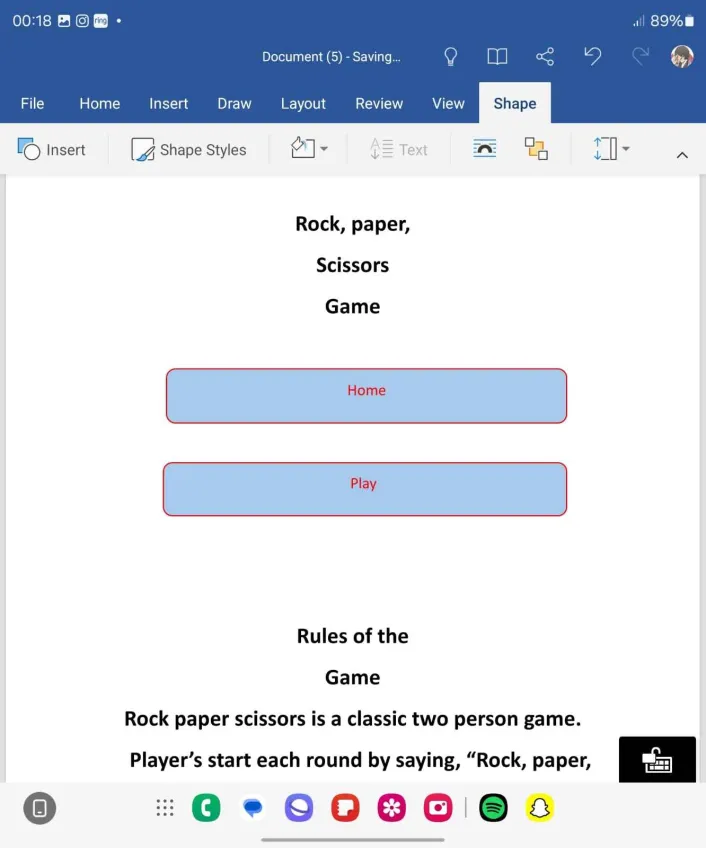 00:18 ring 89%
Document (5) - Saving...
File Home Insert Draw Layout Review View Shape
Insert Shape Styles Text
Rock, paper,
Scissors
Game
Home
Play
Rules of the
Game
Rock paper scissors is a classic two person game.
Player’s start each round by saying, “Rock, paper,